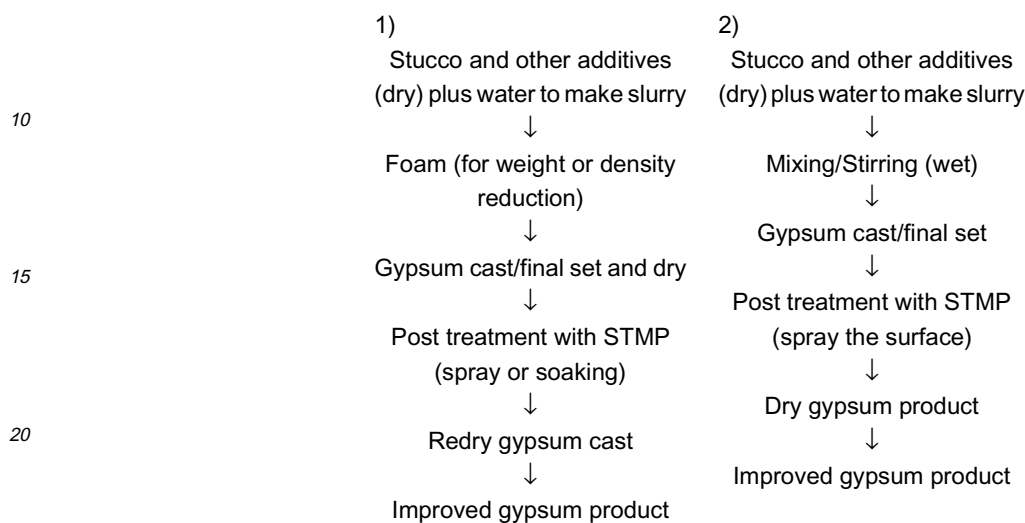 1)
Stucco and other additives
(dry) plus water to make slurry
↓
Foam (for weight or density
reduction)
↓
Gypsum cast/final set and dry
↓
Post treatment with STMP
(spray or soaking)
↓
Redry gypsum cast
↓
Improved gypsum product
2)
Stucco and other additives
(dry) plus water to make slurry
↓
Mixing/Stirring (wet)
↓
Gypsum cast/final set
↓
Post treatment with STMP
(spray the surface)
↓
Dry gypsum product
↓
Improved gypsum product
10
15
20